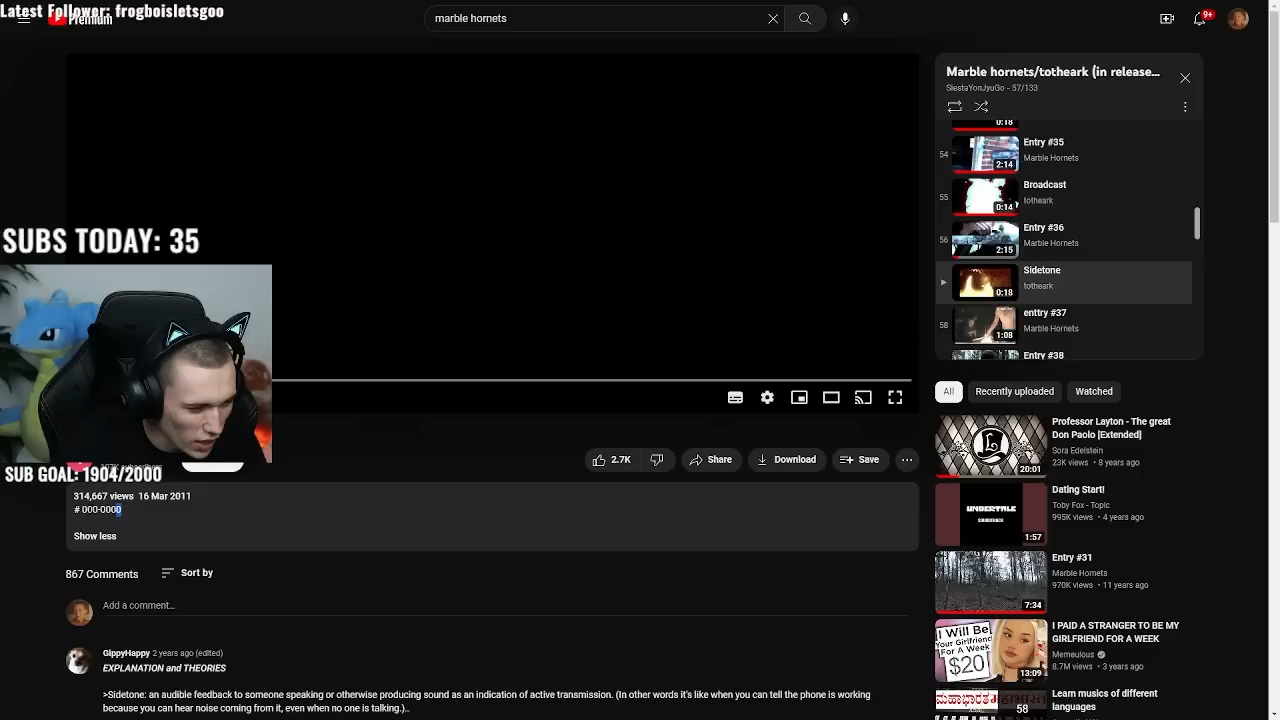 Latest Follower: frogboisletsgoo
Premium
marble hornets
9+
Marble hornets/totheark (in release...
SiestaYonJyuGo - 57/133
0:18
54
2:14
Entry #35
Marble Hornets
55
0:14
Broadcast
totheark
56
2:15
Entry #36
Marble Hornets
0:18
Sidetone
totheark
58
1:08
enttry #37
Marble Hornets
Entry #38
SUBS TODAY: 35
SUB GOAL: 1904/2000
2.7K
Share
Download
Save
314,667 views 16 Mar 2011
# 000-0000
Show less
867 Comments
Sort by
Add a comment...
GippyHappy 2 years ago (edited)
EXPLANATION and THEORIES
>Sidetone: an audible feedback to someone speaking or otherwise producing sound as an indication of active transmission. (In other words it's like when you can tell the phone is working
because you can hear noise coming from it even when no one is talking.)..
All
Recently uploaded
Watched
20:01
Professor Layton - The great
Don Paolo [Extended]
Sora Edelstein
23K views • 8 years ago
UNDERTALE
SOUNDTRACK
1:57
Dating Start!
Toby Fox - Topic
995K views • 4 years ago
7:34
Entry #31
Marble Hornets
970K views • 11 years ago
I Will Be
Your Girlfriend
For A Week
$20
13:09
I PAID A STRANGER TO BE MY
GIRLFRIEND FOR A WEEK
Memeulous
8.7M views • 3 years ago
58
Learn musics of different
languages